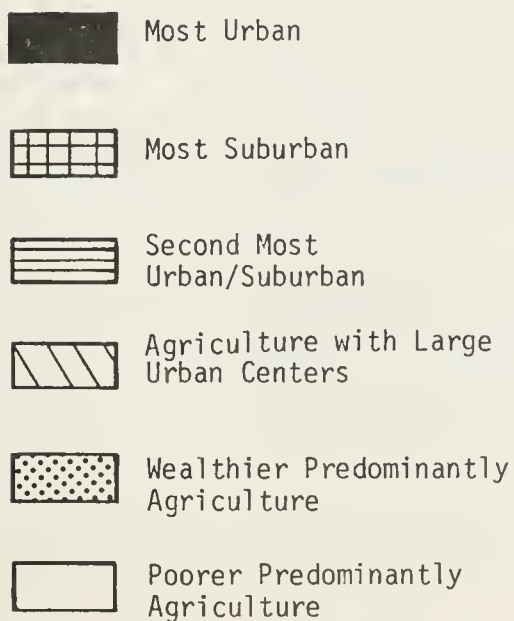 Most Urban
Most Suburban
Second Most
Urban/Suburban
Agriculture with Large
Urban Centers
Wealthier Predominantly
Agriculture
Poorer Predominantly
Agriculture